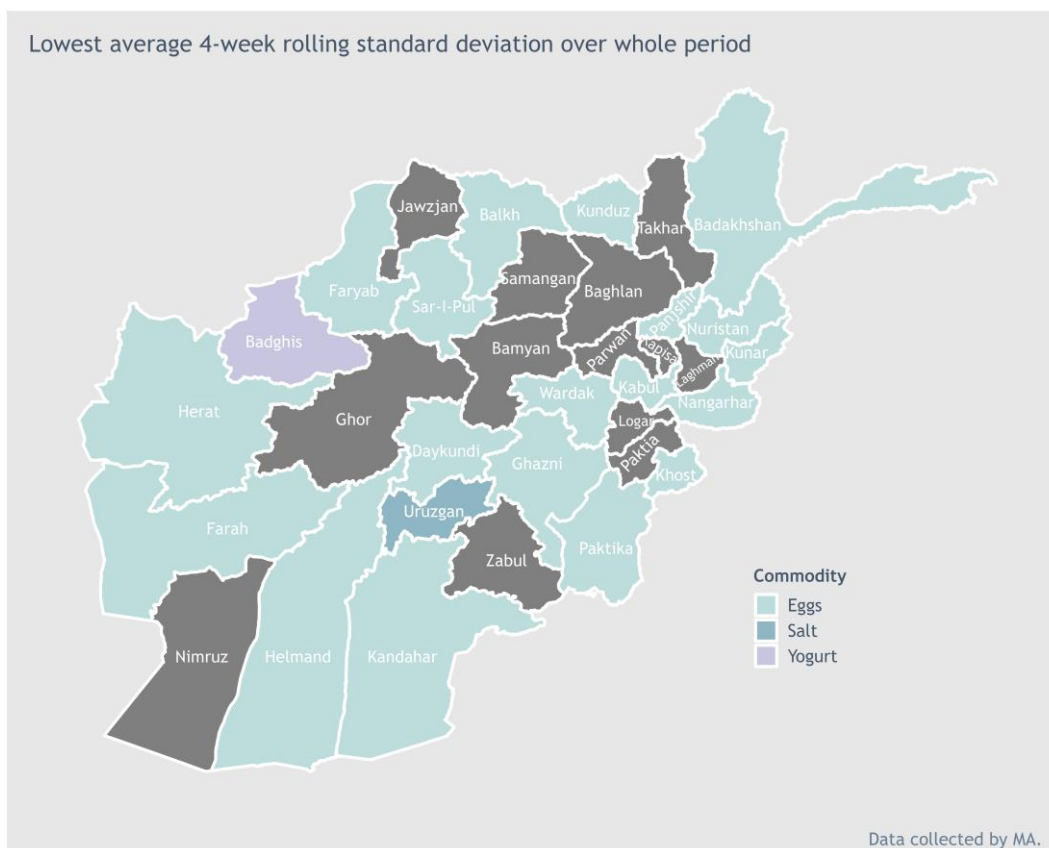 Lowest average 4-week rolling standard deviation over whole period
Jawzjan
Balkh
Kunduz
Takhar
Badakhshan
Faryab
Sar-I-Pul
Samangan
Baghlan
Panjshir
Nuristan
Badghis
Bamyan
Parwan
Kapisa
Laghman
Kunar
Herat
Ghor
Wardak
Kabul
Nangarhar
Daykundi
Ghazni
Logar
Paktia
Khost
Farah
Uruzgan
Zabul
Paktika
Nimruz
Helmand
Kandahar
Commodity
Eggs
Salt
Yogurt
Data collected by MA.